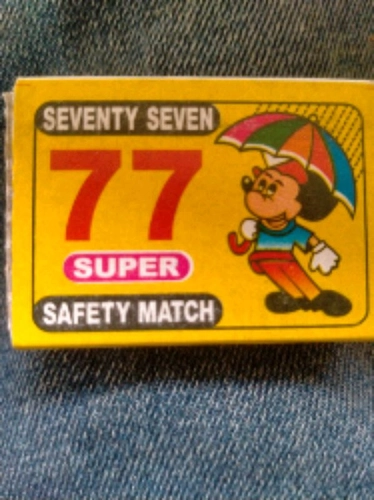 SEVENTY SEVEN
77
SUPER
SAFETY MATCH